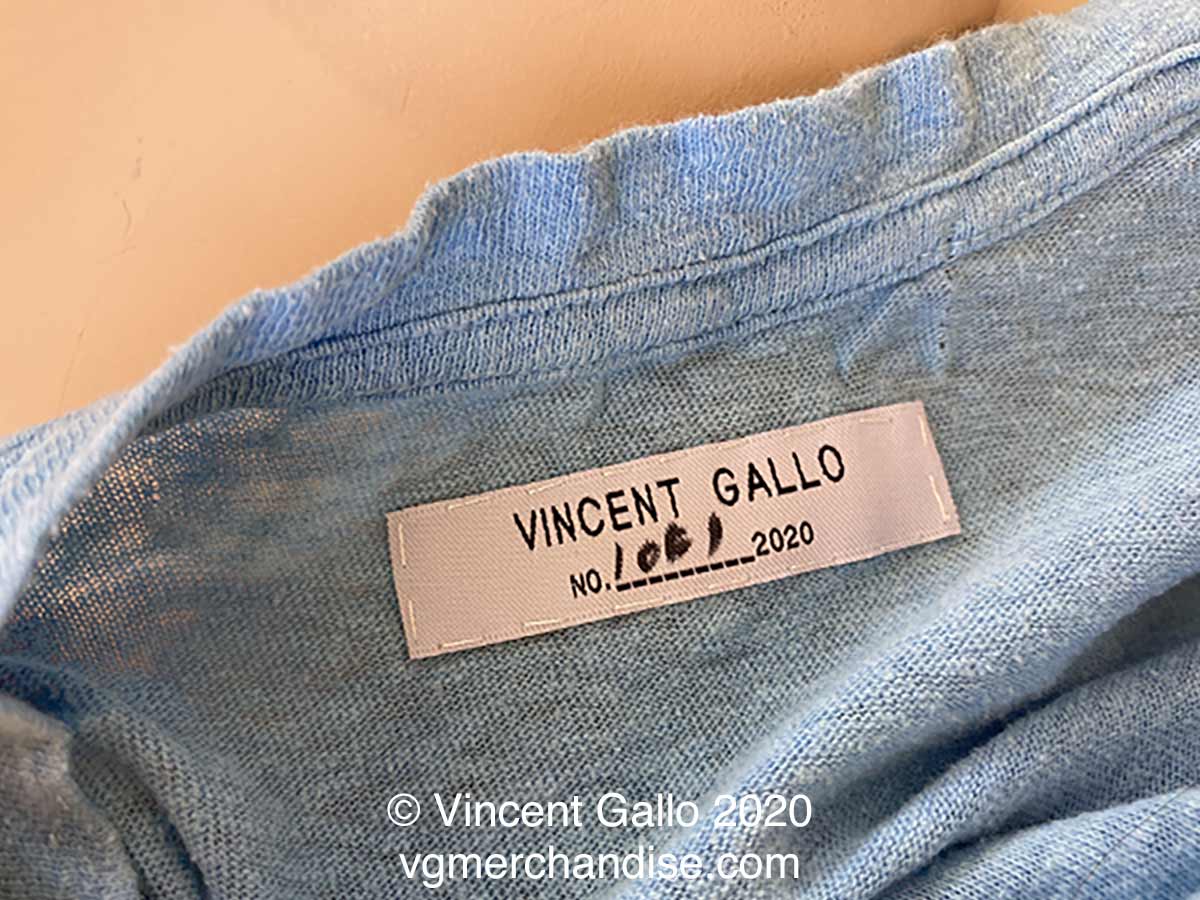 VINCENT GALLO
NO. 1061 2020
© Vincent Gallo 2020
vgmerchandise.com